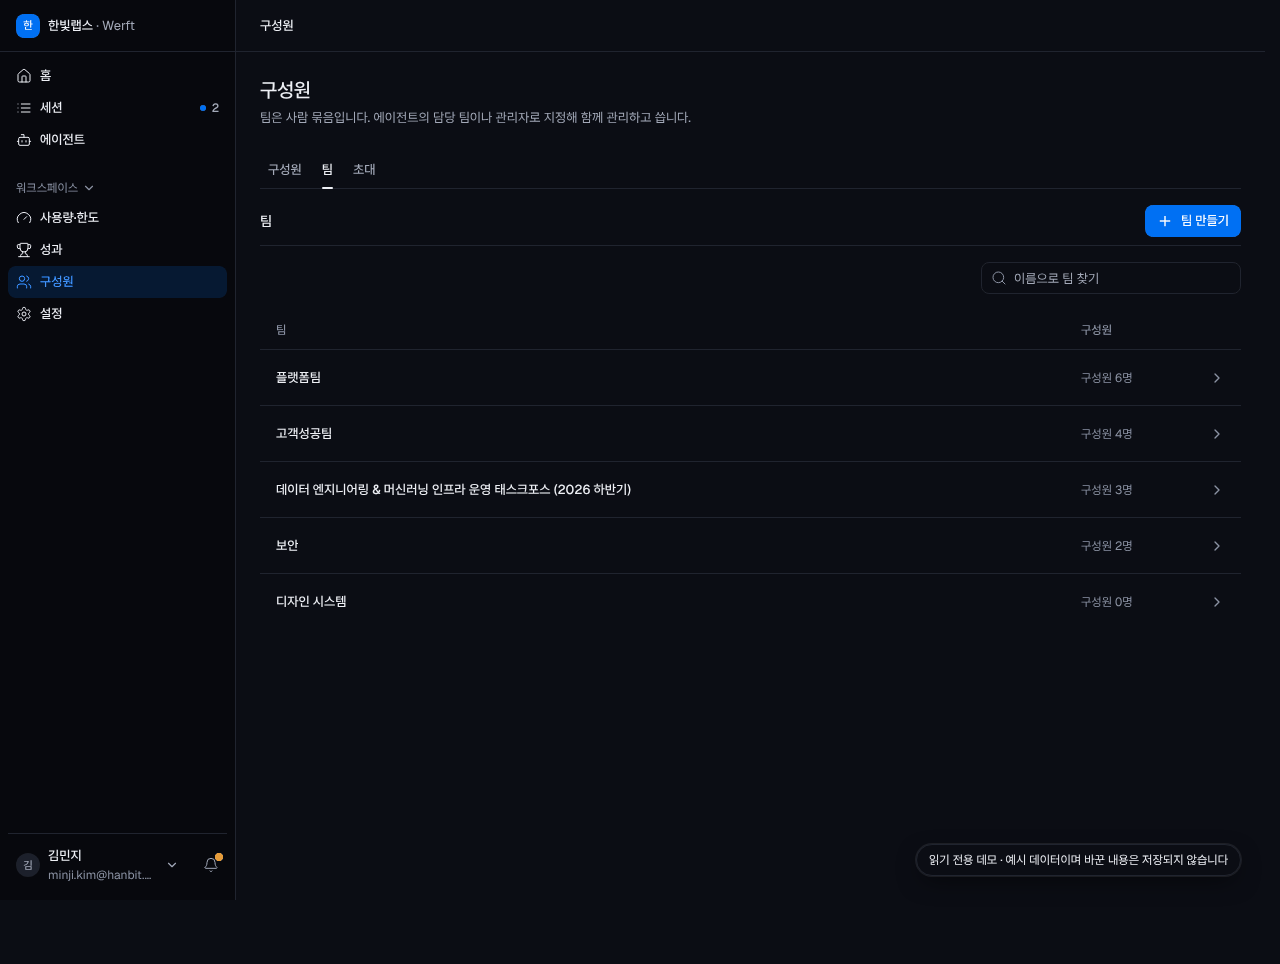 한 한빛랩스 · Werft
홈
세션 2
에이전트
워크스페이스
사용량·한도
성과
구성원
설정
김 김민지
minji.kim@hanbit....
구성원
구성원
팀은 사람 묶음입니다. 에이전트의 담당 팀이나 관리자로 지정해 함께 관리하고 씁니다.
구성원 팀 초대
팀
팀 만들기
이름으로 팀 찾기
팀 구성원
플랫폼팀 구성원 6명
고객성공팀 구성원 4명
데이터 엔지니어링 & 머신러닝 인프라 운영 태스크포스 (2026 하반기) 구성원 3명
보안 구성원 2명
디자인 시스템 구성원 0명
읽기 전용 데모 · 예시 데이터이며 바꾼 내용은 저장되지 않습니다